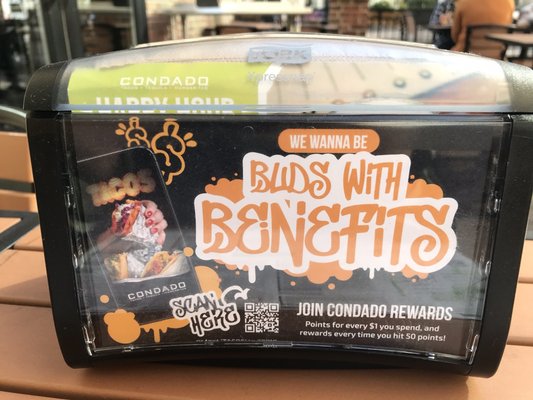 CONDADO
HAPPY HOUR
WE WANNA BE
BUDS WITH
BENEFITS
TACOS
CONDADO
SCAN
HERE
JOIN CONDADO REWARDS
Points for every $1 you spend, and
rewards every time you hit 50 points!